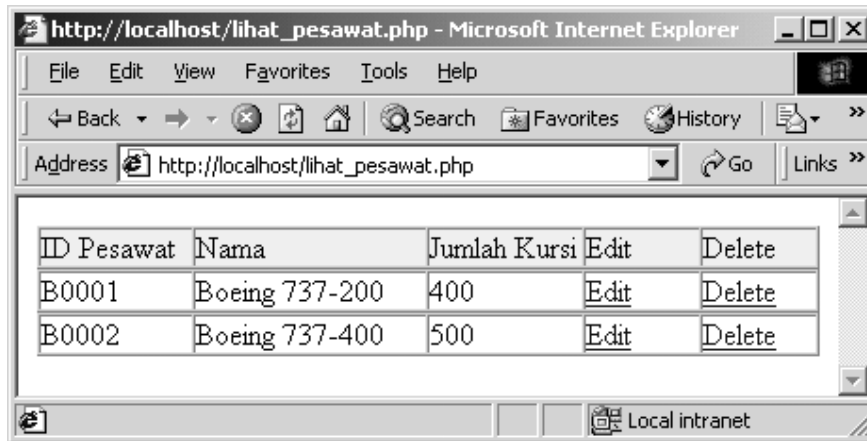 http://localhost/lihat_pesawat.php - Microsoft Internet Explorer
File Edit View Favorites Tools Help
Back Search Favorites History »
Address http://localhost/lihat_pesawat.php Go Links »
ID Pesawat Nama Jumlah Kursi Edit Delete
B0001 Boeing 737-200 400 Edit Delete
B0002 Boeing 737-400 500 Edit Delete
Local intranet